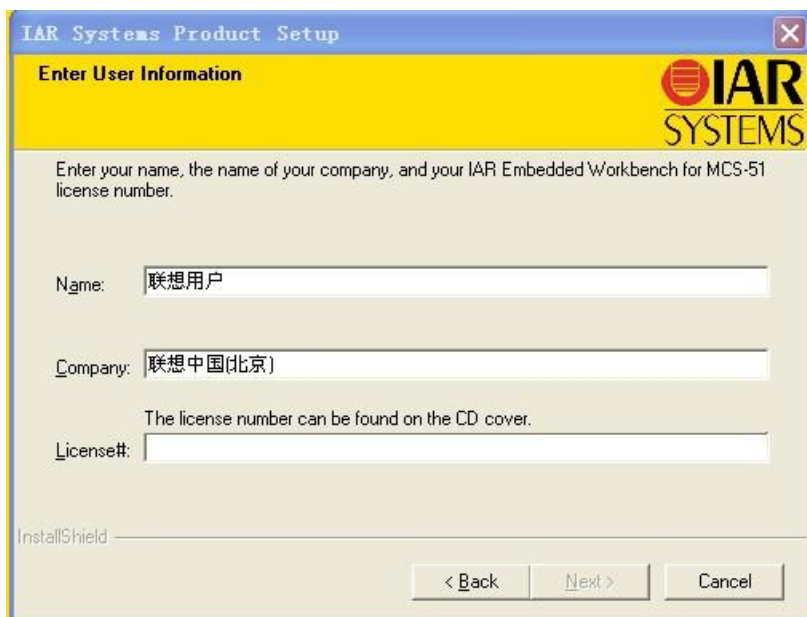 IAR Systems Product Setup
Enter User Information
IAR
SYSTEMS
Enter your name, the name of your company, and your IAR Embedded Workbench for MCS-51
license number.
Name: 联想用户
Company: 联想中国(北京)
The license number can be found on the CD cover.
License#:
InstallShield
< Back Next > Cancel